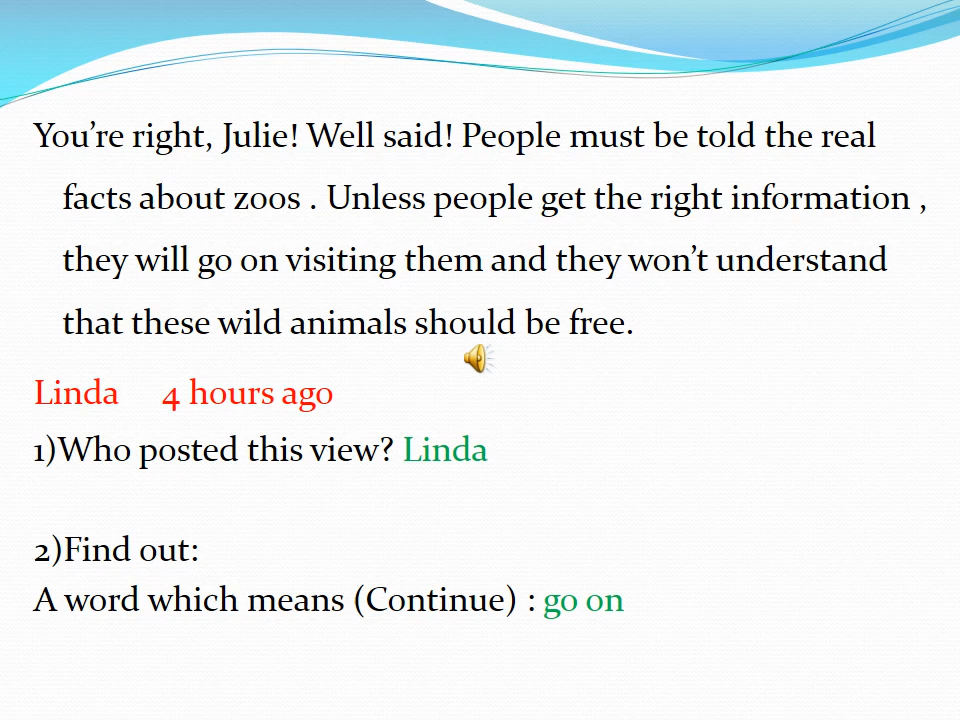 You’re right, Julie! Well said! People must be told the real
facts about zoos . Unless people get the right information ,
they will go on visiting them and they won’t understand
that these wild animals should be free.
Linda 4 hours ago
1)Who posted this view? Linda
2)Find out:
A word which means (Continue) : go on